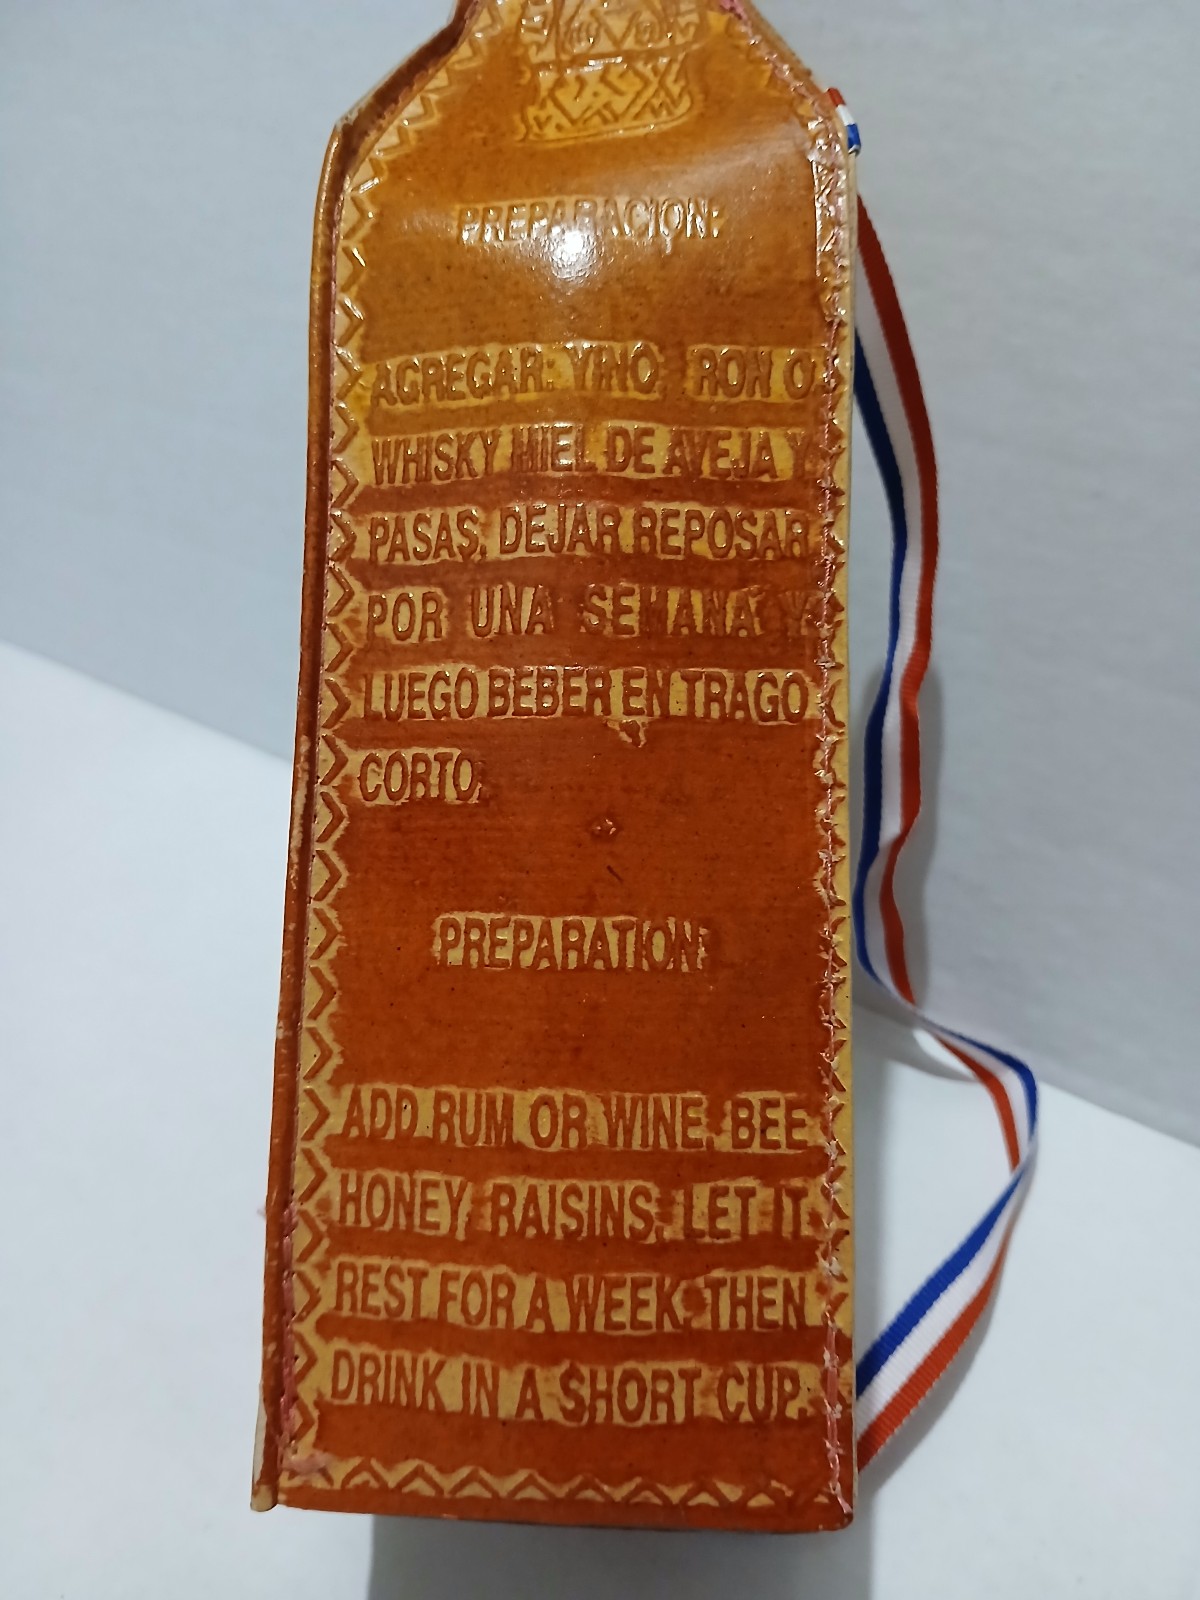 PREPARACION:
AGREGAR: VINO RON O
WHISKY MIEL DE AVEJA Y
PASAS, DEJAR REPOSAR
POR UNA SEMANA Y
LUEGO BEBER EN TRAGO
CORTO.
PREPARATION:
ADD RUM OR WINE, BEE
HONEY RAISINS, LET IT
REST FOR A WEEK, THEN
DRINK IN A SHORT CUP.